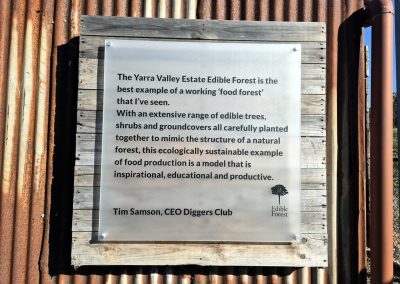 The Yarra Valley Estate Edible Forest is the
best example of a working 'food forest'
that I've seen.
With an extensive range of edible trees,
shrubs and groundcovers all carefully planted
together to mimic the structure of a natural
forest, this ecologically sustainable example
of food production is a model that is
inspirational, educational and productive.
Tim Samson, CEO Diggers Club
Edible
Forest